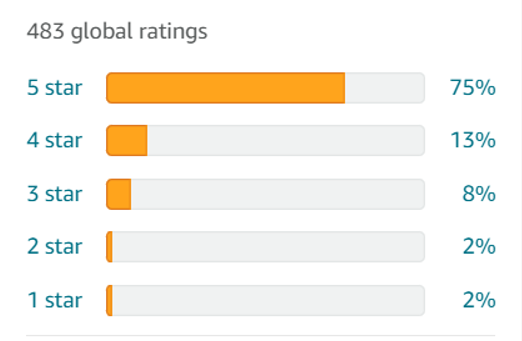 483 global ratings
5 star 75%
4 star 13%
3 star 8%
2 star 2%
1 star 2%